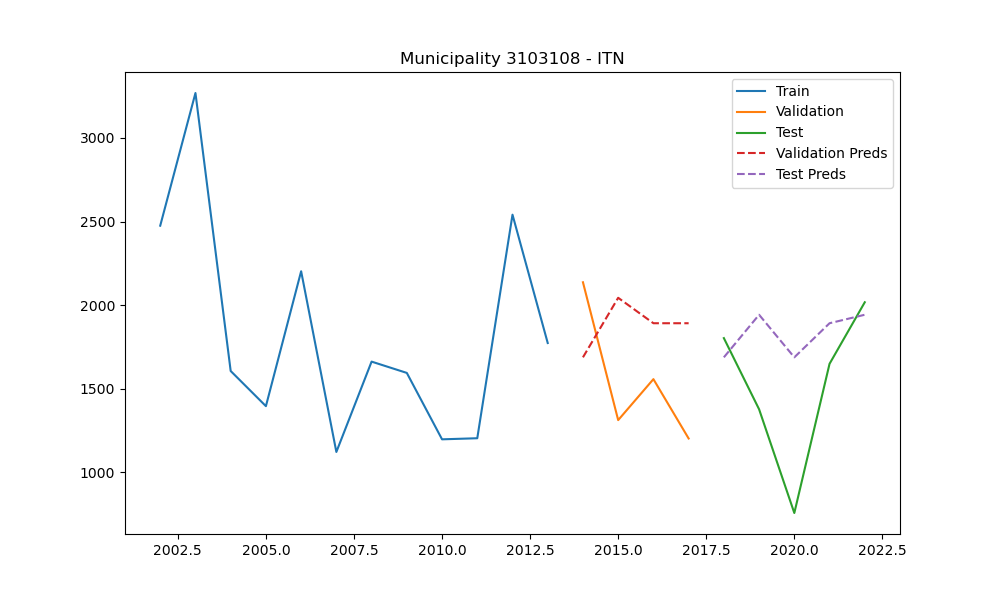 Municipality 3103108 - ITN
Train
Validation
Test
Validation Preds
Test Preds
3000
2500
2000
1500
1000
2002.5 2005.0 2007.5 2010.0 2012.5 2015.0 2017.5 2020.0 2022.5